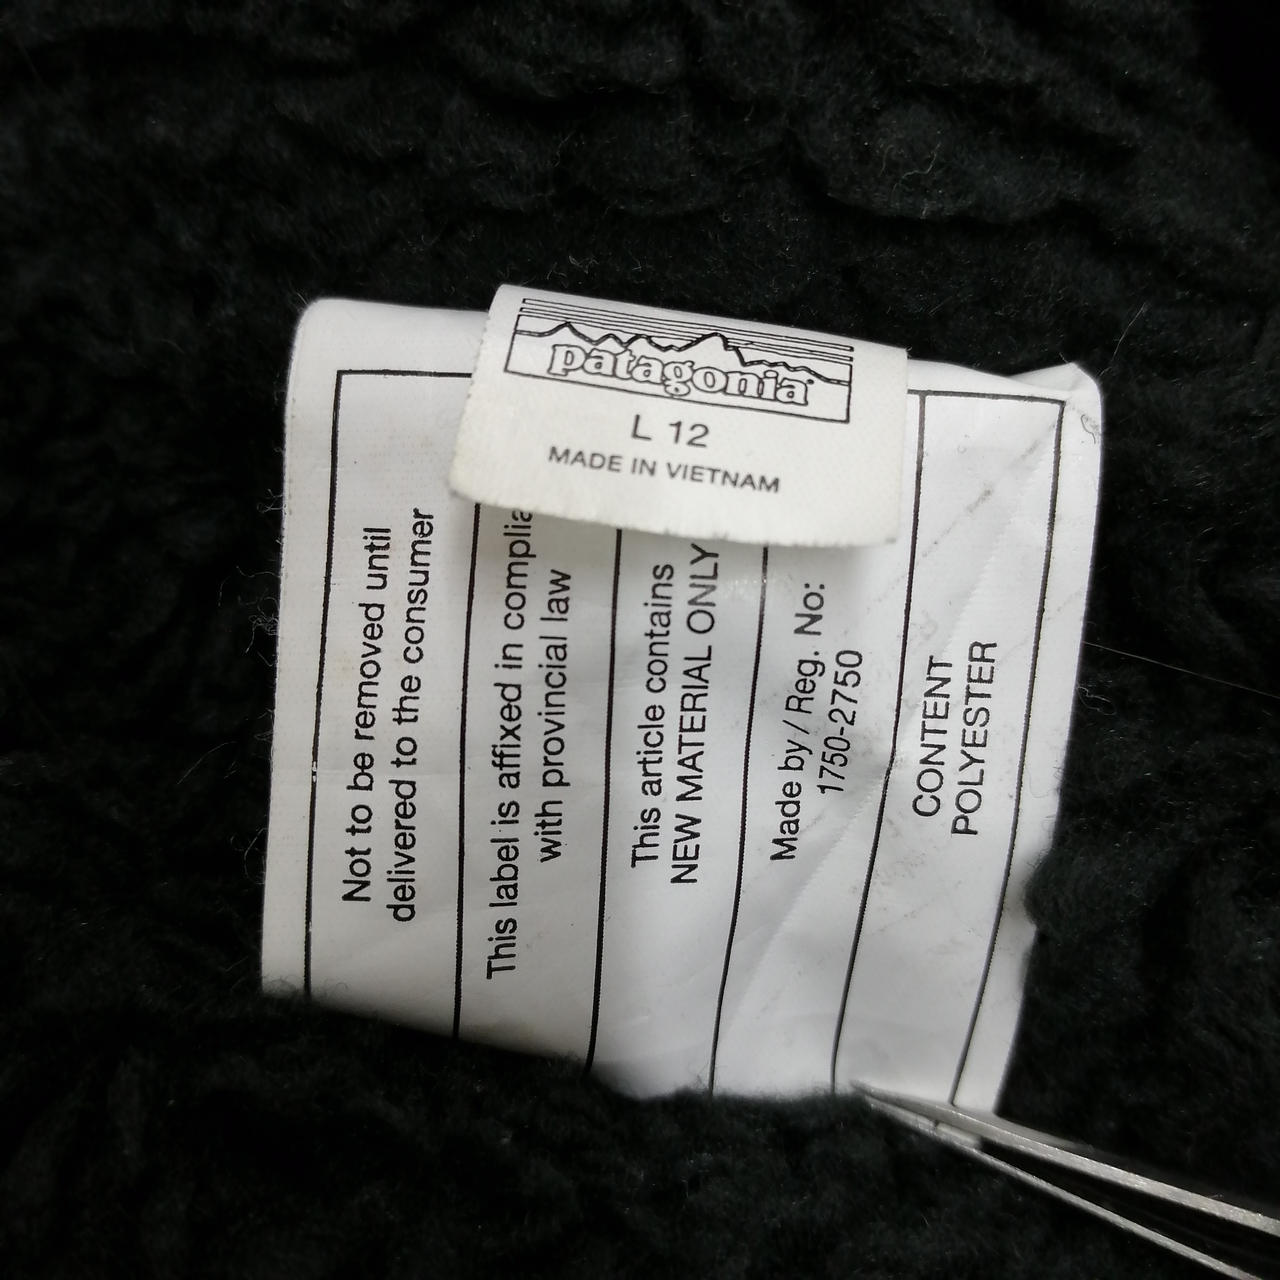 patagonia
L 12
MADE IN VIETNAM
Not to be removed until
delivered to the consumer
This label is affixed in complia
with provincial law
This article contains
NEW MATERIAL ONLY
Made by / Reg. No:
1750-2750
CONTENT
POLYESTER